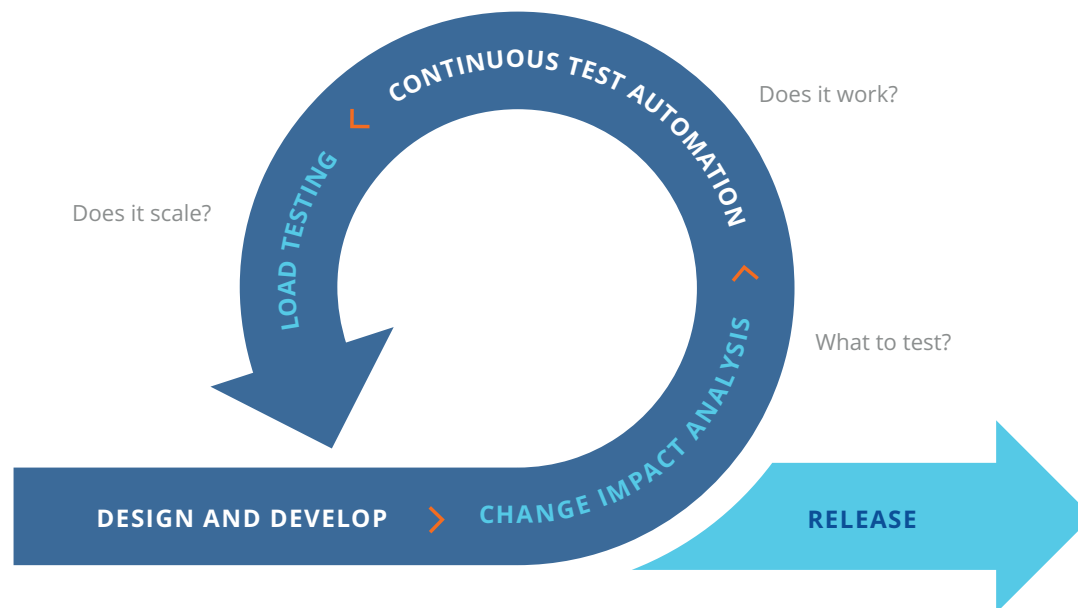 CONTINUOUS TEST AUTOMATION
Does it work?
LOAD TESTING
Does it scale?
What to test?
CHANGE IMPACT ANALYSIS
DESIGN AND DEVELOP
RELEASE